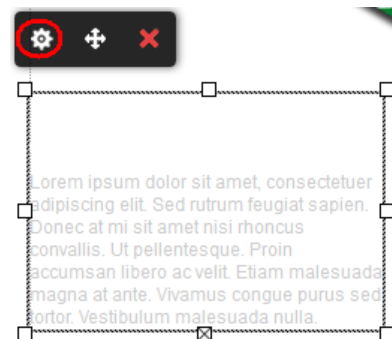 Lorem ipsum dolor sit amet, consectetuer
adipiscing elit. Sed rutrum feugiat sapien.
Donec at mi sit amet nisi rhoncus
convallis. Ut pellentesque. Proin
accumsan libero ac velit. Etiam malesuada
magna at ante. Vivamus congue purus sed
tortor. Vestibulum malesuada nulla.